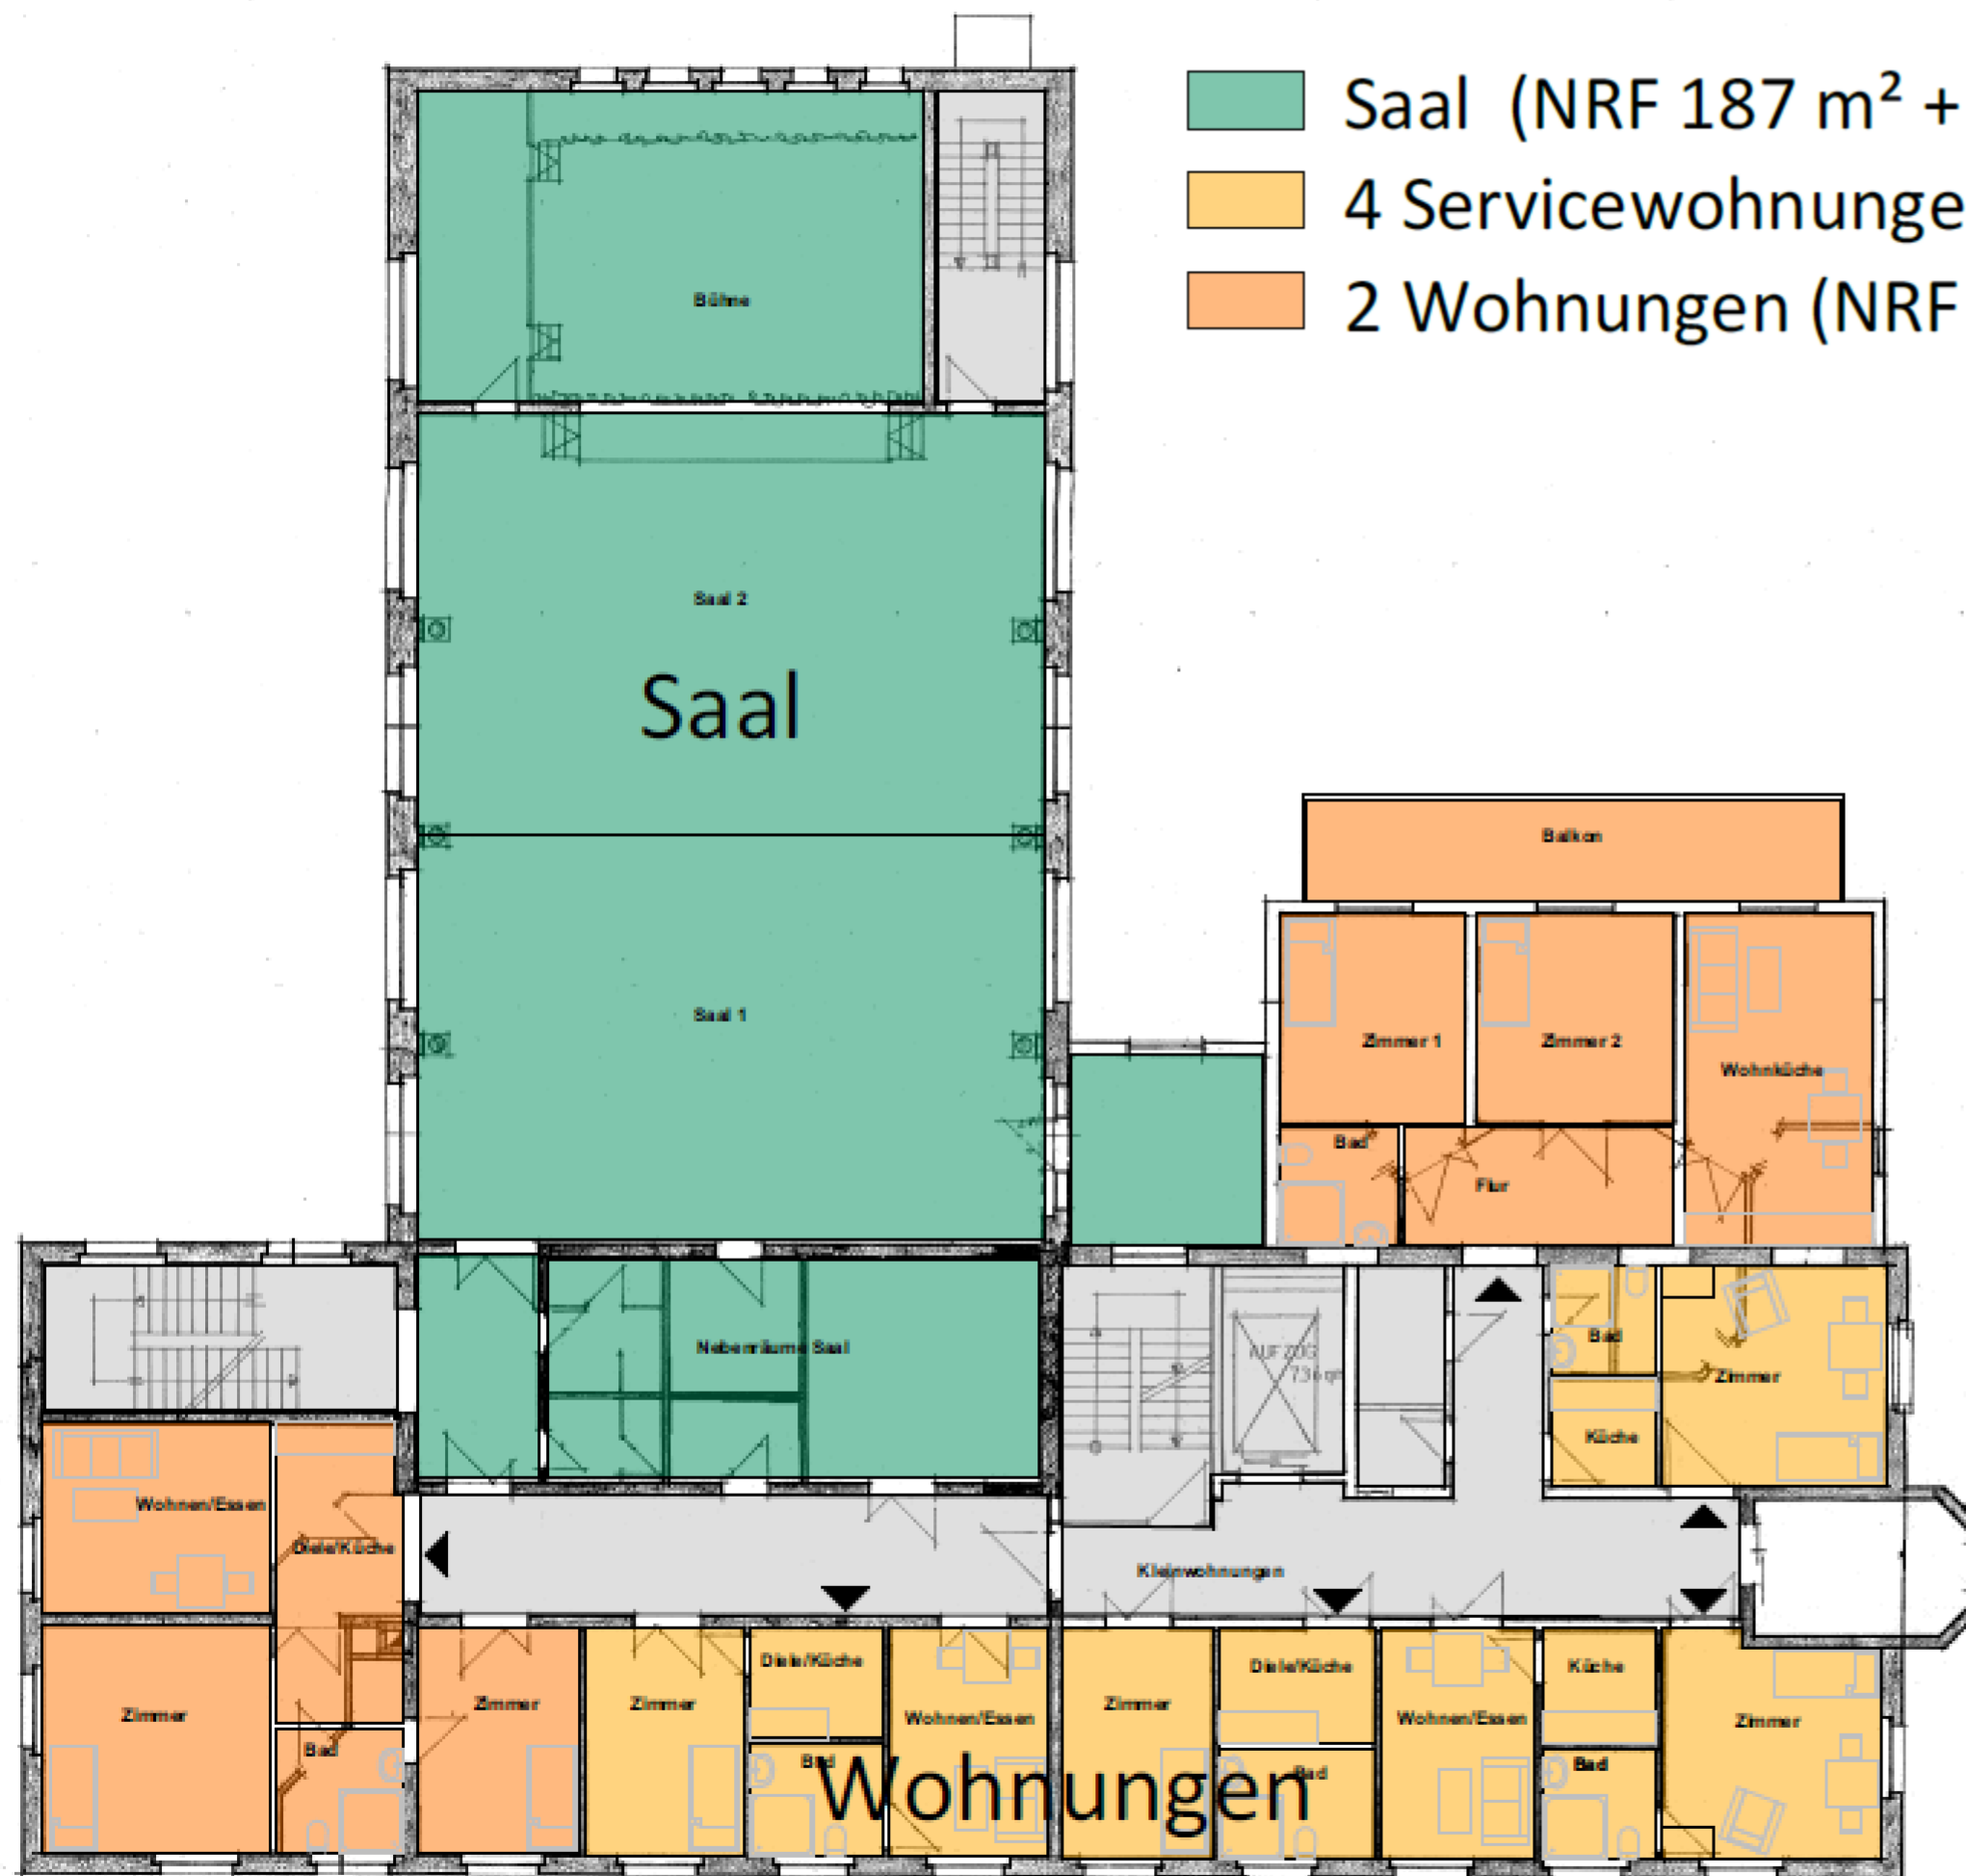 Saal (NRF 187 m² +
4 Servicewohnunge
2 Wohnungen (NRF
Bühne
Saal 2
Saal
Balkon
Saal 1
Zimmer 1
Zimmer 2
Wohnküche
Bad
Flur
Nebenräume Saal
AUFZUG
Bad
Zimmer
Küche
Wohnen/Essen
Diele/Küche
Kleinwohnungen
Zimmer
Bad
Zimmer
Zimmer
Diele/Küche
Bad
Wohnen/Essen
Zimmer
Diele/Küche
Bad
Wohnen/Essen
Küche
Bad
Zimmer
Wohnungen